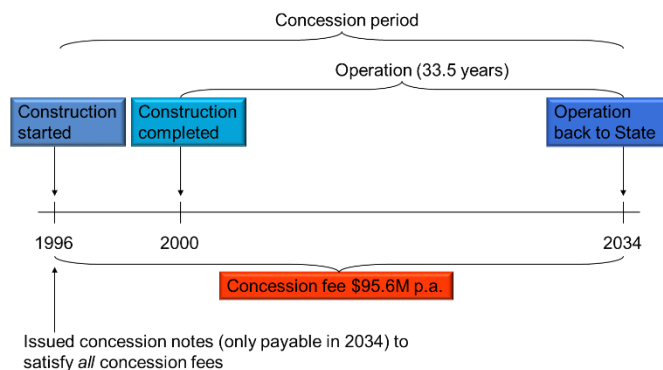 Concession period
Operation (33.5 years)
Construction
started
Construction
completed
Operation
back to State
1996
2000
2034
Concession fee $95.6M p.a.
Issued concession notes (only payable in 2034) to
satisfy all concession fees